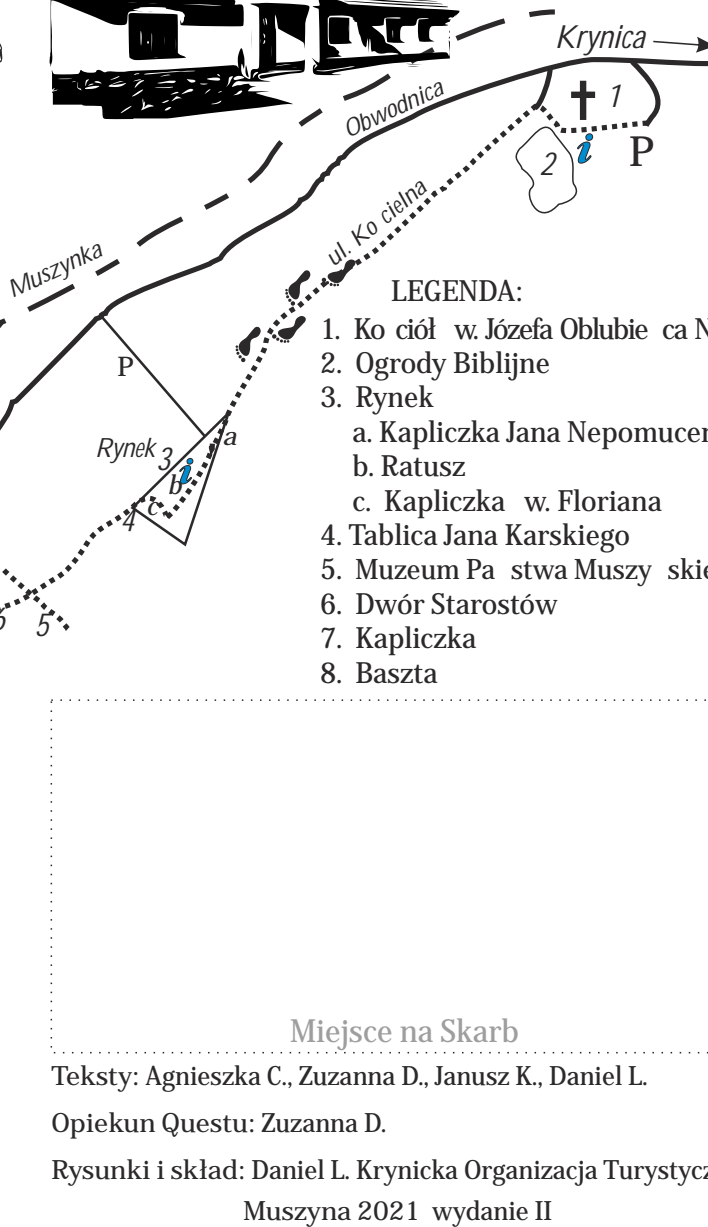 Krynica
Obwodnica
1
P
2
i
ul. Ko cielna
Muszynka
LEGENDA:
1. Ko ciół w. Józefa Oblubie ca N
2. Ogrody Biblijne
3. Rynek
a. Kapliczka Jana Nepomucen
b. Ratusz
c. Kapliczka w. Floriana
4. Tablica Jana Karskiego
5. Muzeum Pa stwa Muszy skie
6. Dwór Starostów
7. Kapliczka
8. Baszta
P
Rynek 3
a
i
b
c
4
5
Miejsce na Skarb
Teksty: Agnieszka C., Zuzanna D., Janusz K., Daniel L.
Opiekun Questu: Zuzanna D.
Rysunki i skład: Daniel L. Krynicka Organizacja Turystycz
Muszyna 2021 wydanie II